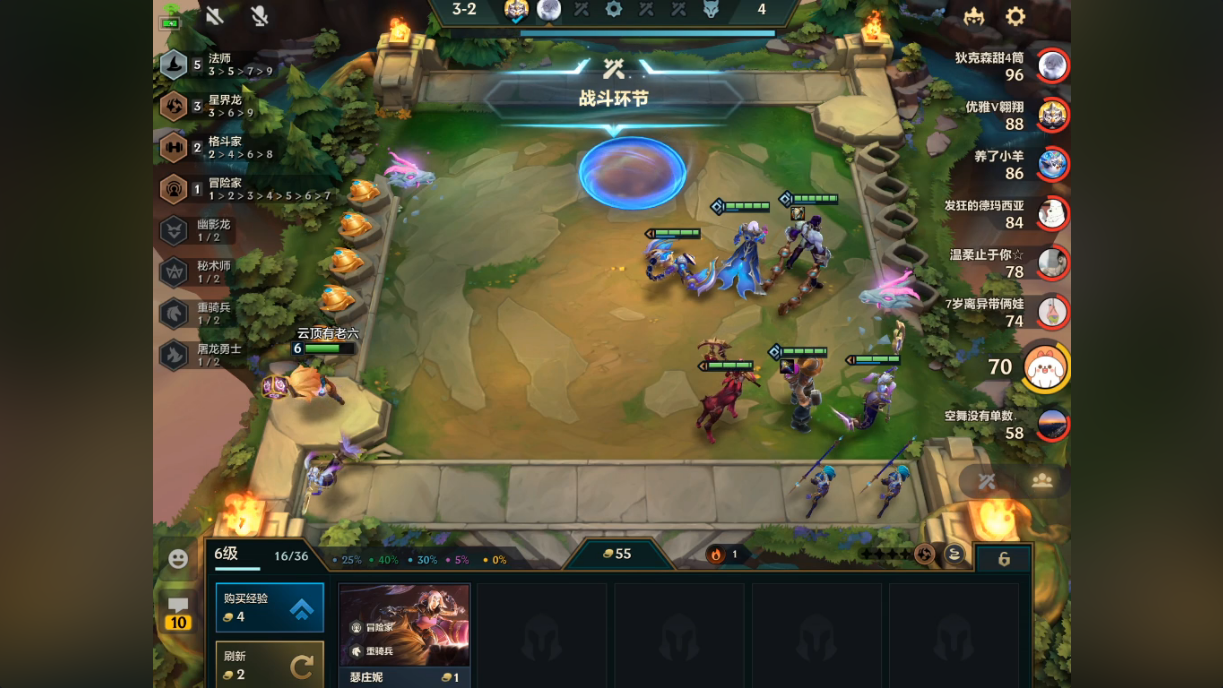 3-2
4
战斗环节
5
法师
3 > 5 > 7 > 9
3
星界龙
3 > 6 > 9
2
格斗家
2 > 4 > 6 > 8
1
冒险家
1 > 2 > 3 > 4 > 5 > 6 > 7
幽影龙
1 / 2
秘术师
1 / 2
重骑兵
1 / 2
屠龙勇士
1 / 2
云顶有老六
6
狄克森甜4筒
96
优雅v翱翔
88
养了小羊
86
发狂的德玛西亚
84
温柔止于你☆
78
7岁离异带俩娃
74
70
空舞没有单数
58
6级
16/36
25% 40% 30% 5% 0%
55
1
购买经验
4
10
刷新
2
冒险家
重骑兵
瑟庄妮
1